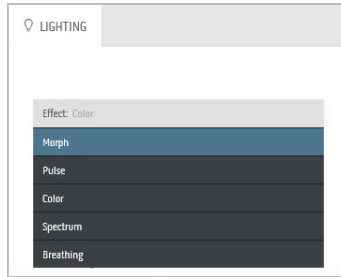 LIGHTING
Effect: Color
Morph
Pulse
Color
Spectrum
Breathing